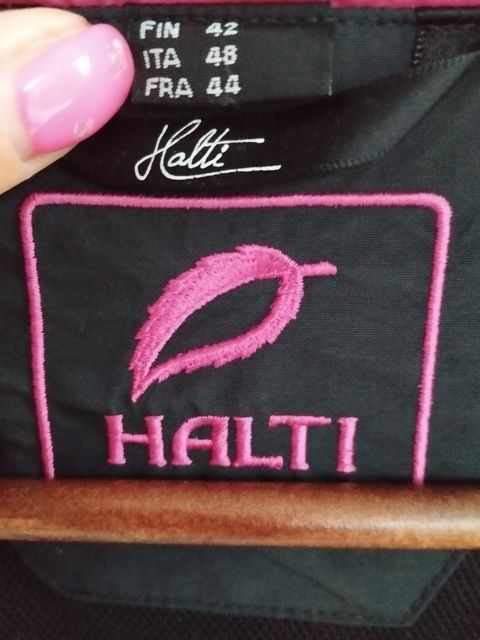 FIN 42
ITA 48
FRA 44
Halti
HALTI